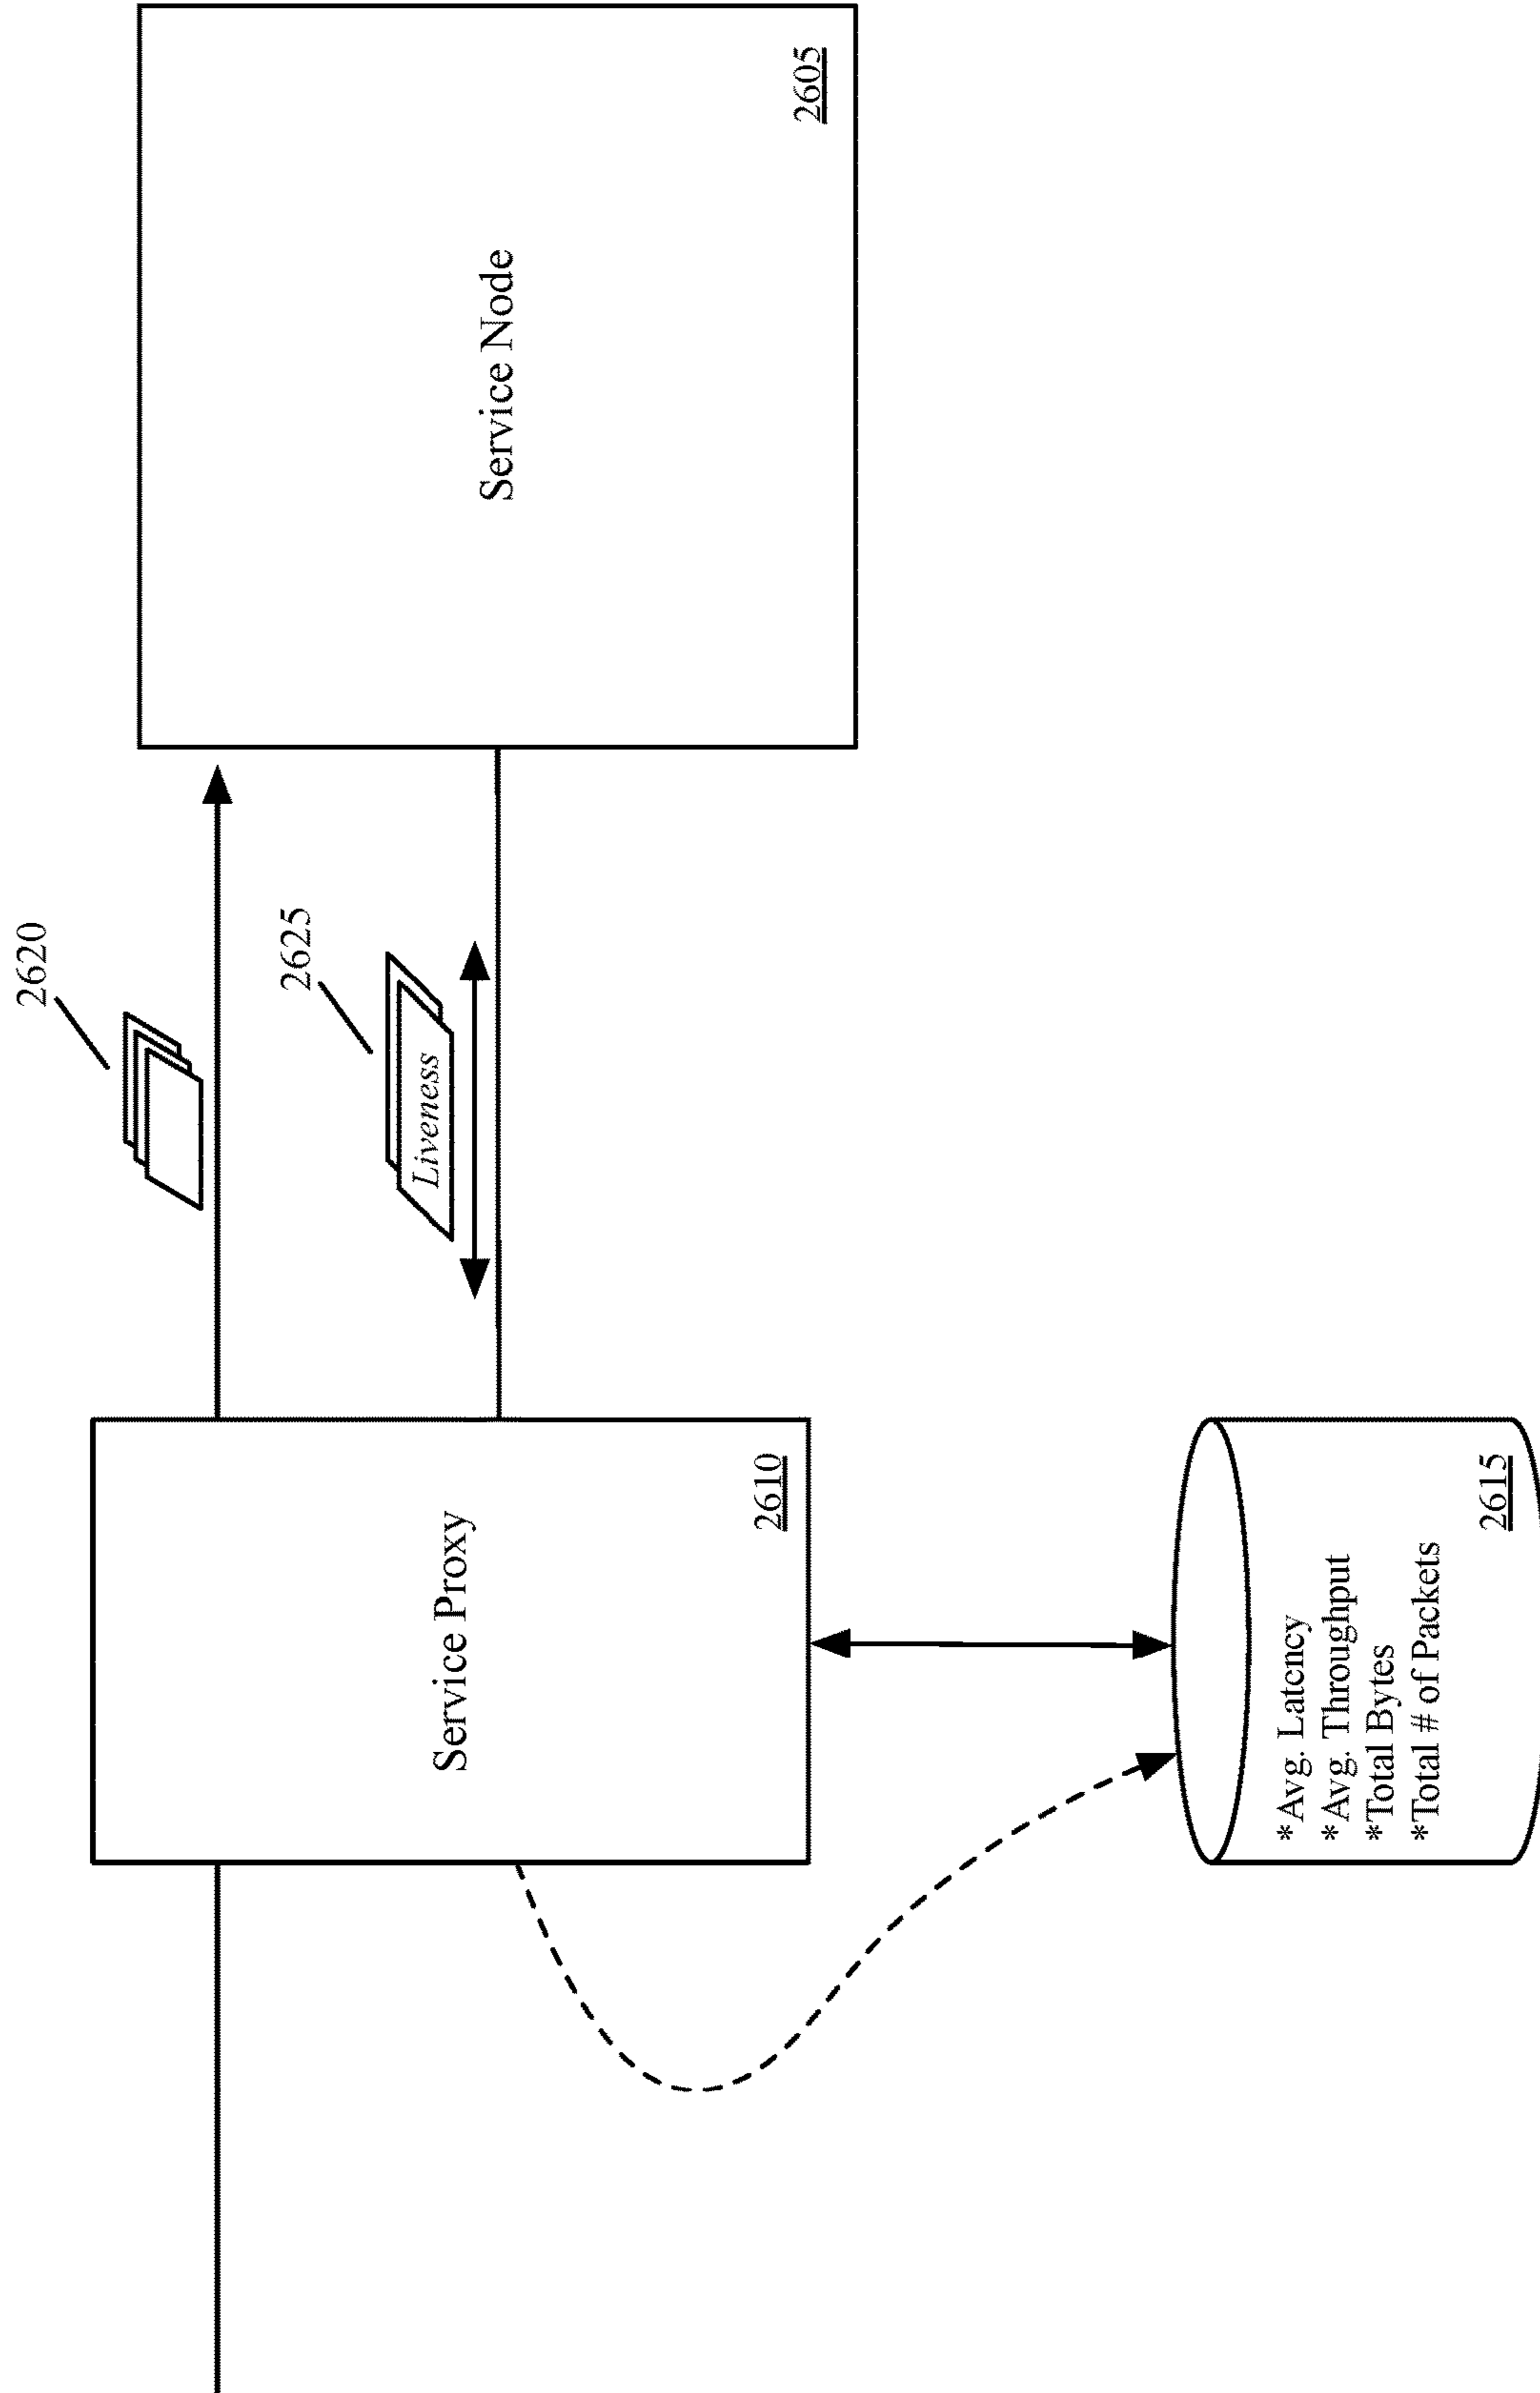 2620
2625
Liveness
Service Proxy
2610
Service Node
2605
*Avg. Latency
*Avg. Throughput
*Total Bytes
*Total # of Packets
2615